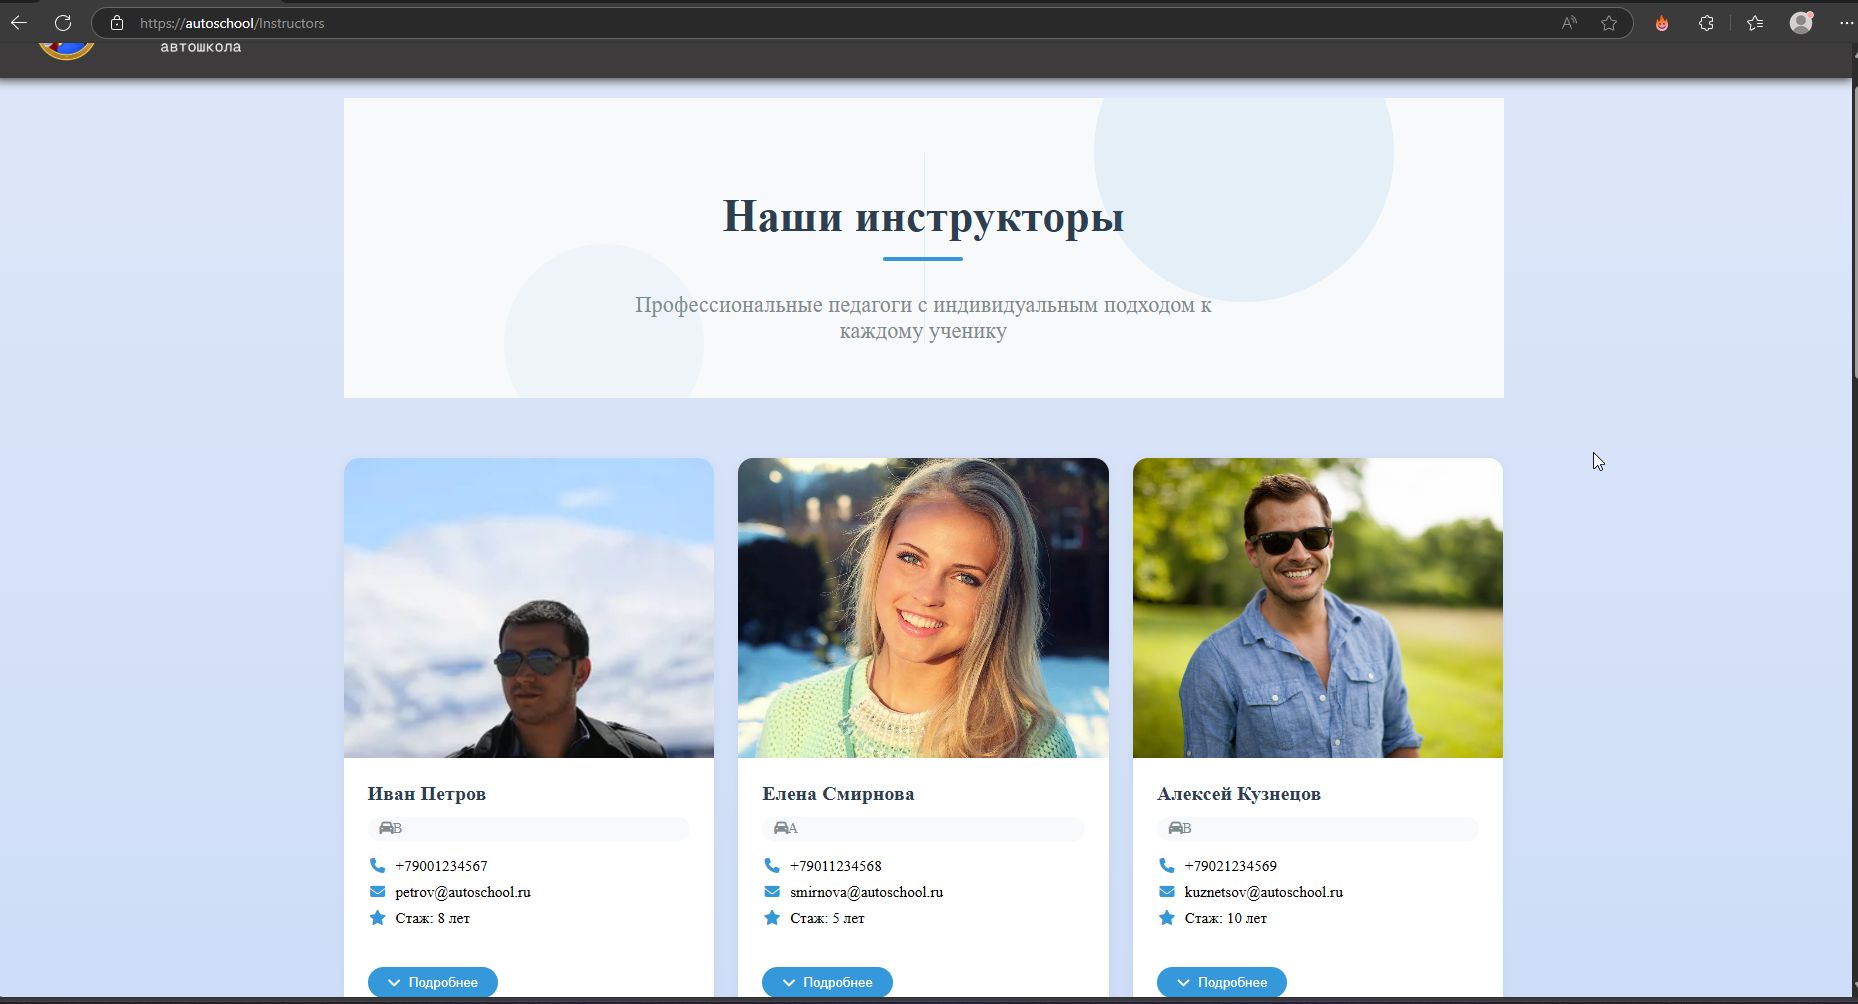 https://autoschool/Instructors
автошкола
Наши инструкторы
Профессиональные педагоги с индивидуальным подходом к
каждому ученику
Иван Петров
B
+79001234567
petrov@autoschool.ru
Стаж: 8 лет
Подробнее
Елена Смирнова
A
+79011234568
smirnova@autoschool.ru
Стаж: 5 лет
Подробнее
Алексей Кузнецов
B
+79021234569
kuznetsov@autoschool.ru
Стаж: 10 лет
Подробнее